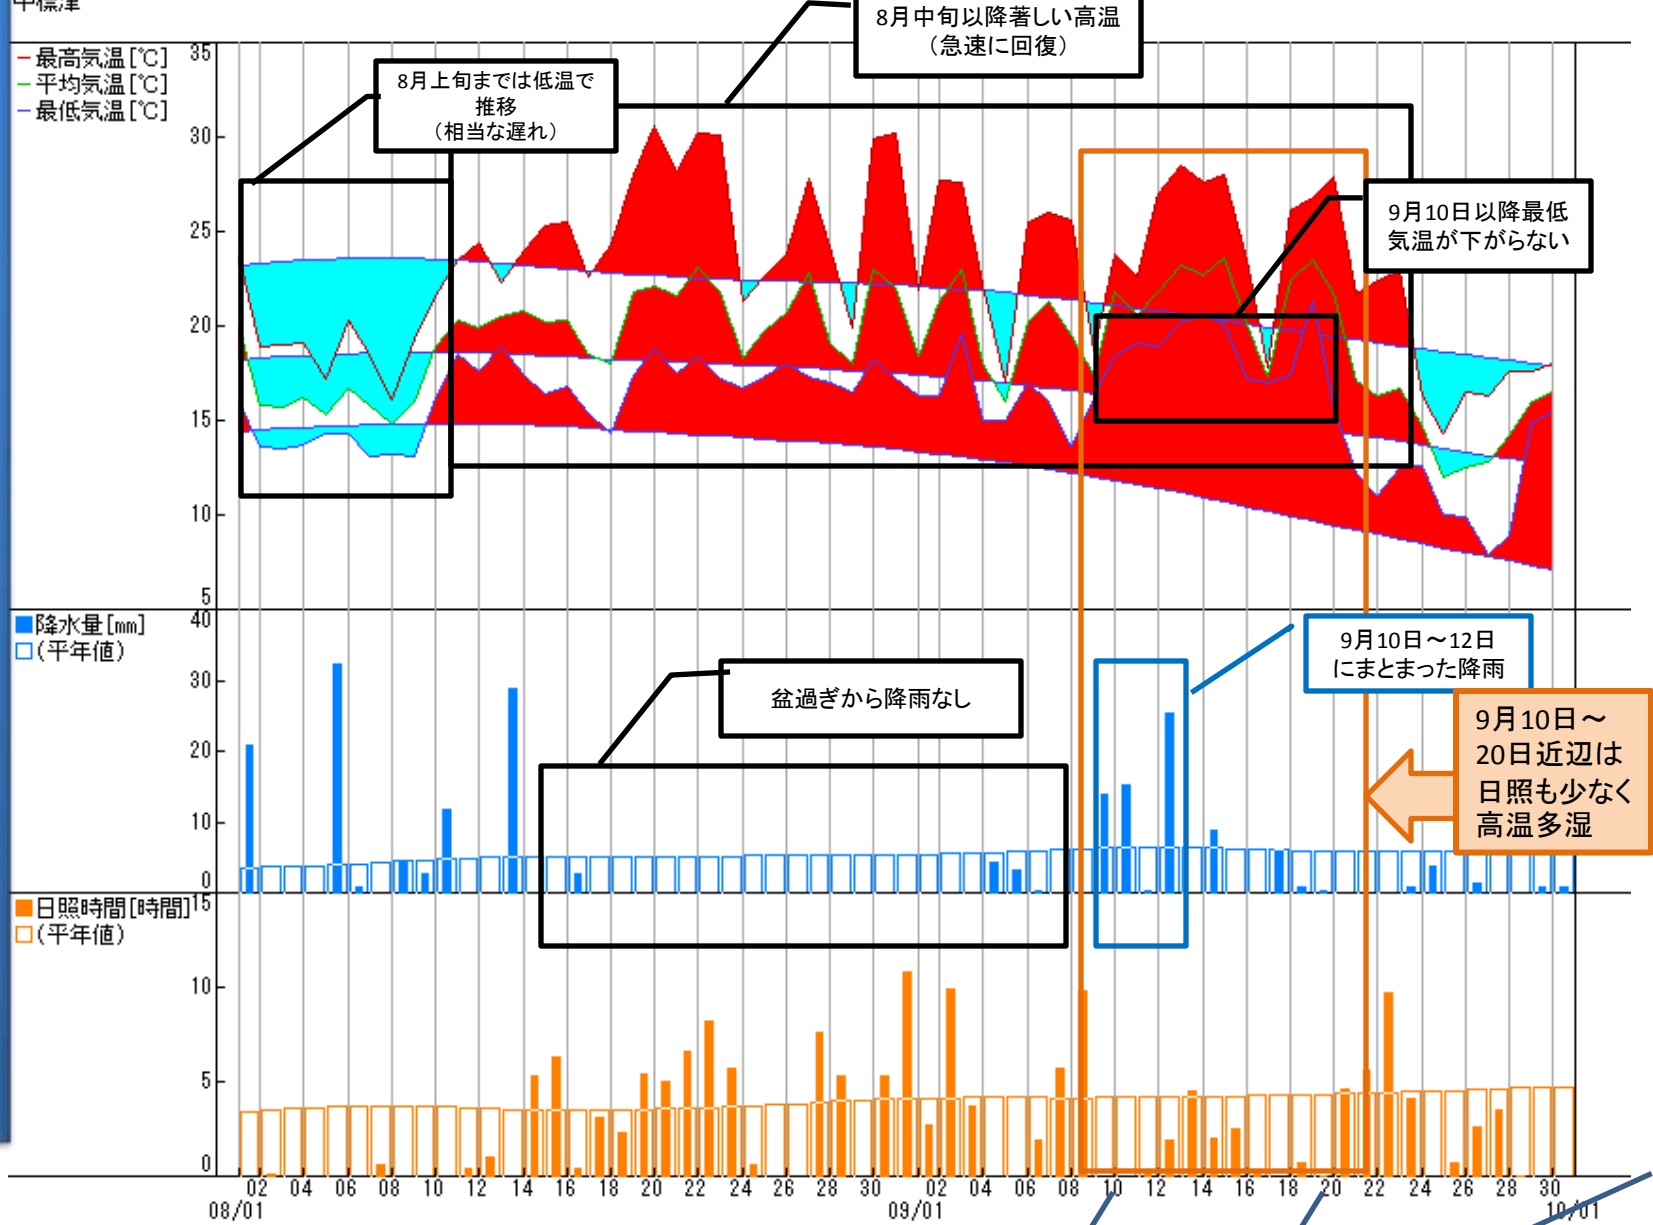 中標津
8月中旬以降著しい高温
（急速に回復）
最高気温[℃]
平均気温[℃]
最低気温[℃]
35
30
25
20
15
10
5
8月上旬までは低温で
推移
（相当な遅れ）
9月10日以降最低
気温が下がらない
降水量[mm]
(平年値)
40
30
20
10
0
9月10日～12日
にまとまった降雨
盆過ぎから降雨なし
9月10日～
20日近辺は
日照も少なく
高温多湿
日照時間[時間]
(平年値)
15
10
5
0
02 04 06 08 10 12 14 16 18 20 22 24 26 28 30 02 04 06 08 10 12 14 16 18 20 22 24 26 28 30
08/01 09/01 10/01